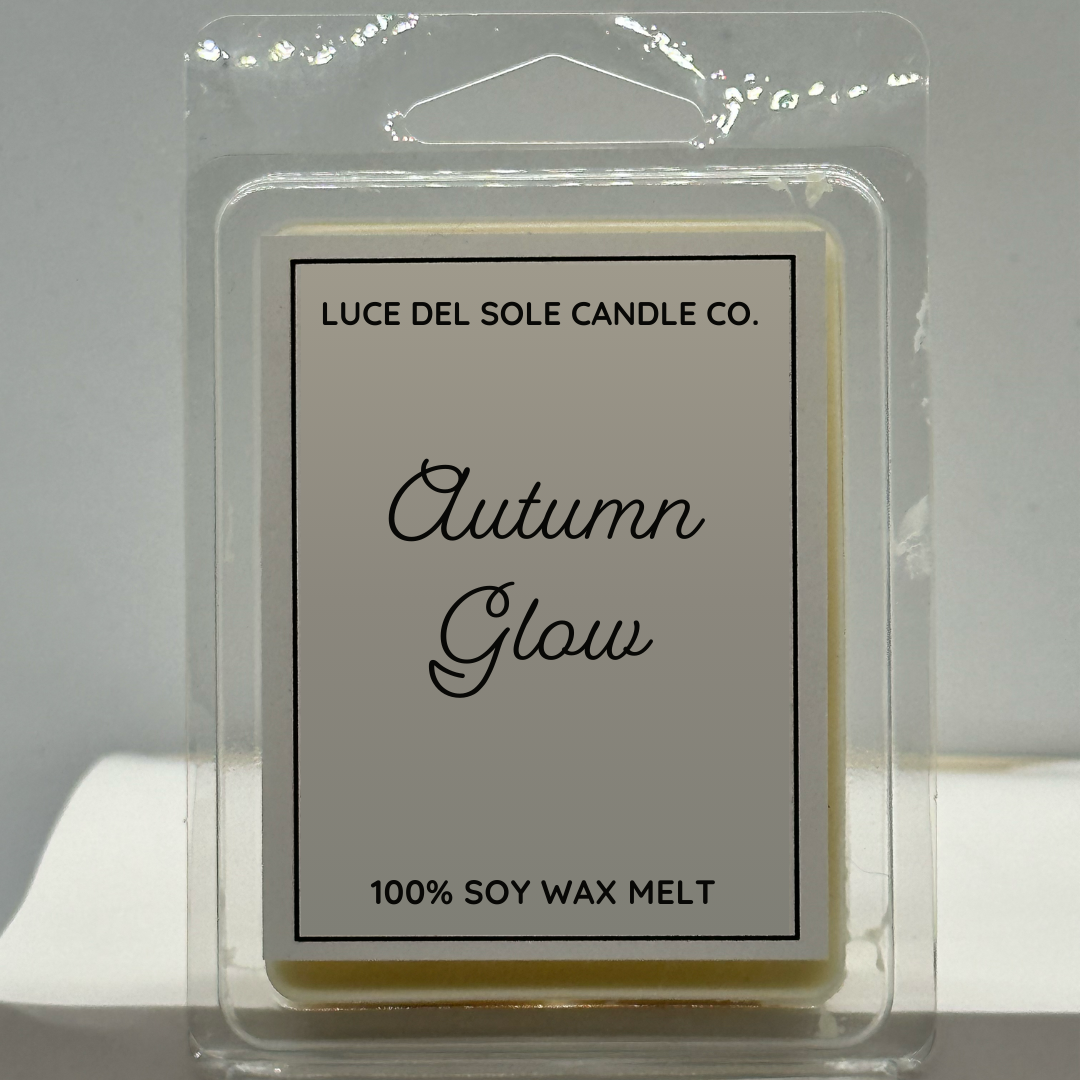 LUCE DEL SOLE CANDLE CO.
Autumn
Glow
100% SOY WAX MELT